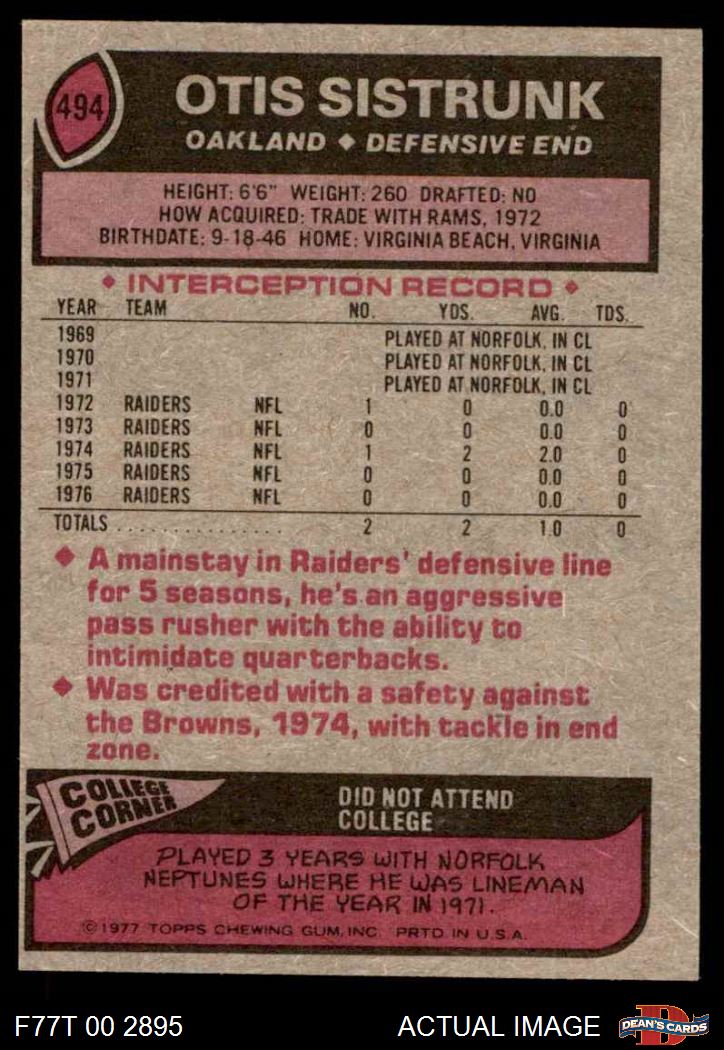 494
OTIS SISTRUNK
OAKLAND ♦ DEFENSIVE END
HEIGHT: 6'6" WEIGHT: 260 DRAFTED: NO
HOW ACQUIRED: TRADE WITH RAMS, 1972
BIRTHDATE: 9-18-46 HOME: VIRGINIA BEACH, VIRGINIA
♦ INTERCEPTION RECORD ♦
YEAR TEAM NO. YDS. AVG. TDS.
1969 PLAYED AT NORFOLK, IN CL
1970 PLAYED AT NORFOLK, IN CL
1971 PLAYED AT NORFOLK, IN CL
1972 RAIDERS NFL 1 0 0.0 0
1973 RAIDERS NFL 0 0 0.0 0
1974 RAIDERS NFL 1 2 2.0 0
1975 RAIDERS NFL 0 0 0.0 0
1976 RAIDERS NFL 0 0 0.0 0
TOTALS . . . . . . . . . . . . . . . 2 2 1.0 0
♦ A mainstay in Raiders' defensive line
for 5 seasons, he's an aggressive
pass rusher with the ability to
intimidate quarterbacks.
♦ Was credited with a safety against
the Browns, 1974, with tackle in end
zone.
COLLEGE
CORNER
DID NOT ATTEND
COLLEGE
PLAYED 3 YEARS WITH NORFOLK
NEPTUNES WHERE HE WAS LINEMAN
OF THE YEAR IN 1971.
©1977 TOPPS CHEWING GUM, INC. PRTD. IN U.S.A.
F77T 00 2895 ACTUAL IMAGE
D
DEAN'S CARDS